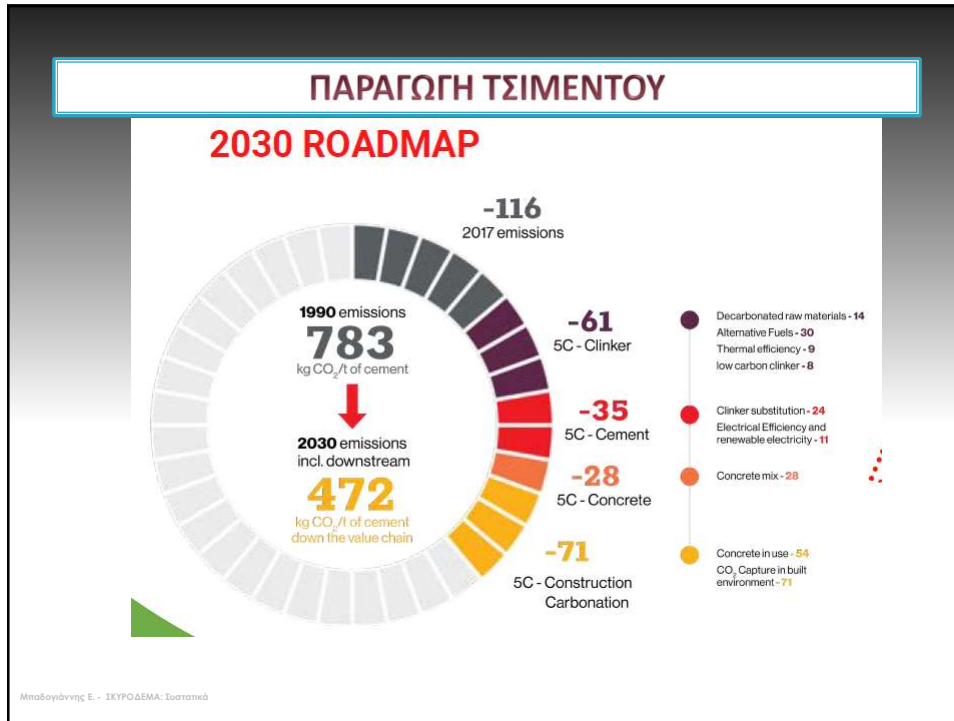 ΠΑΡΑΓΩΓΗ ΤΣΙΜΕΝΤΟΥ
2030 ROADMAP
-116
2017 emissions
1990 emissions
783
kg CO₂/t of cement
2030 emissions
incl. downstream
472
kg CO₂/t of cement
down the value chain
-61
5C - Clinker
-35
5C - Cement
-28
5C - Concrete
-71
5C - Construction
Carbonation
Decarbonated raw materials - 14
Alternative Fuels - 30
Thermal efficiency - 9
low carbon clinker - 8
Clinker substitution - 24
Electrical Efficiency and
renewable electricity - 11
Concrete mix - 28
Concrete in use - 54
CO₂ Capture in built
environment - 71
Μπαδογιάννης Ε. - ΣΚΥΡΟΔΕΜΑ: Συστατικά